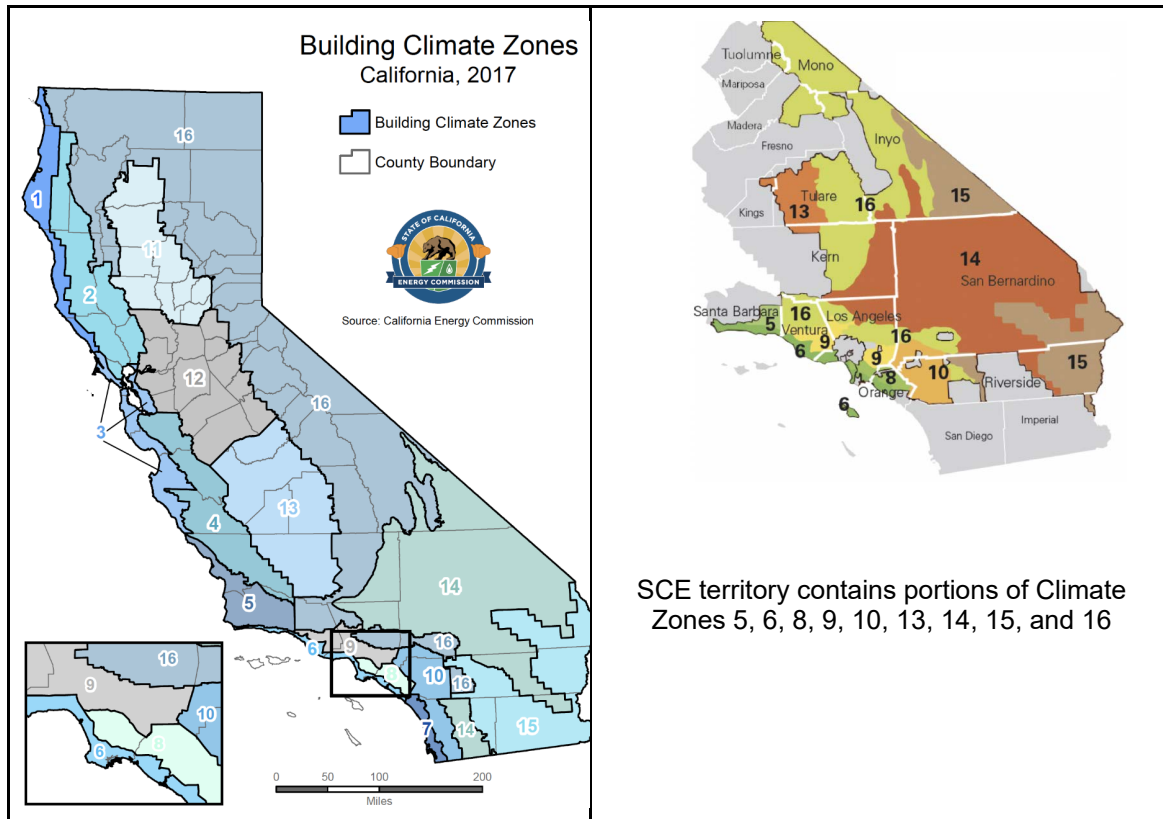 Building Climate Zones
California, 2017
Building Climate Zones
County Boundary
STATE OF CALIFORNIA
ENERGY COMMISSION
Source: California Energy Commission
16
1
11
2
12
16
3
13
4
14
5
6
9
16
8
10
16
7
14
15
16
9
10
8
6
0 50 100 200
Miles
Tuolumne
Mono
Mariposa
Madera
Inyo
Fresno
15
Tulare
16
Kings
13
14
Kern
San Bernardino
Santa Barbara
16
Los Angeles
5
Ventura
9
16
6
9
15
10
8
Riverside
Orange
6
Imperial
San Diego
SCE territory contains portions of Climate
Zones 5, 6, 8, 9, 10, 13, 14, 15, and 16